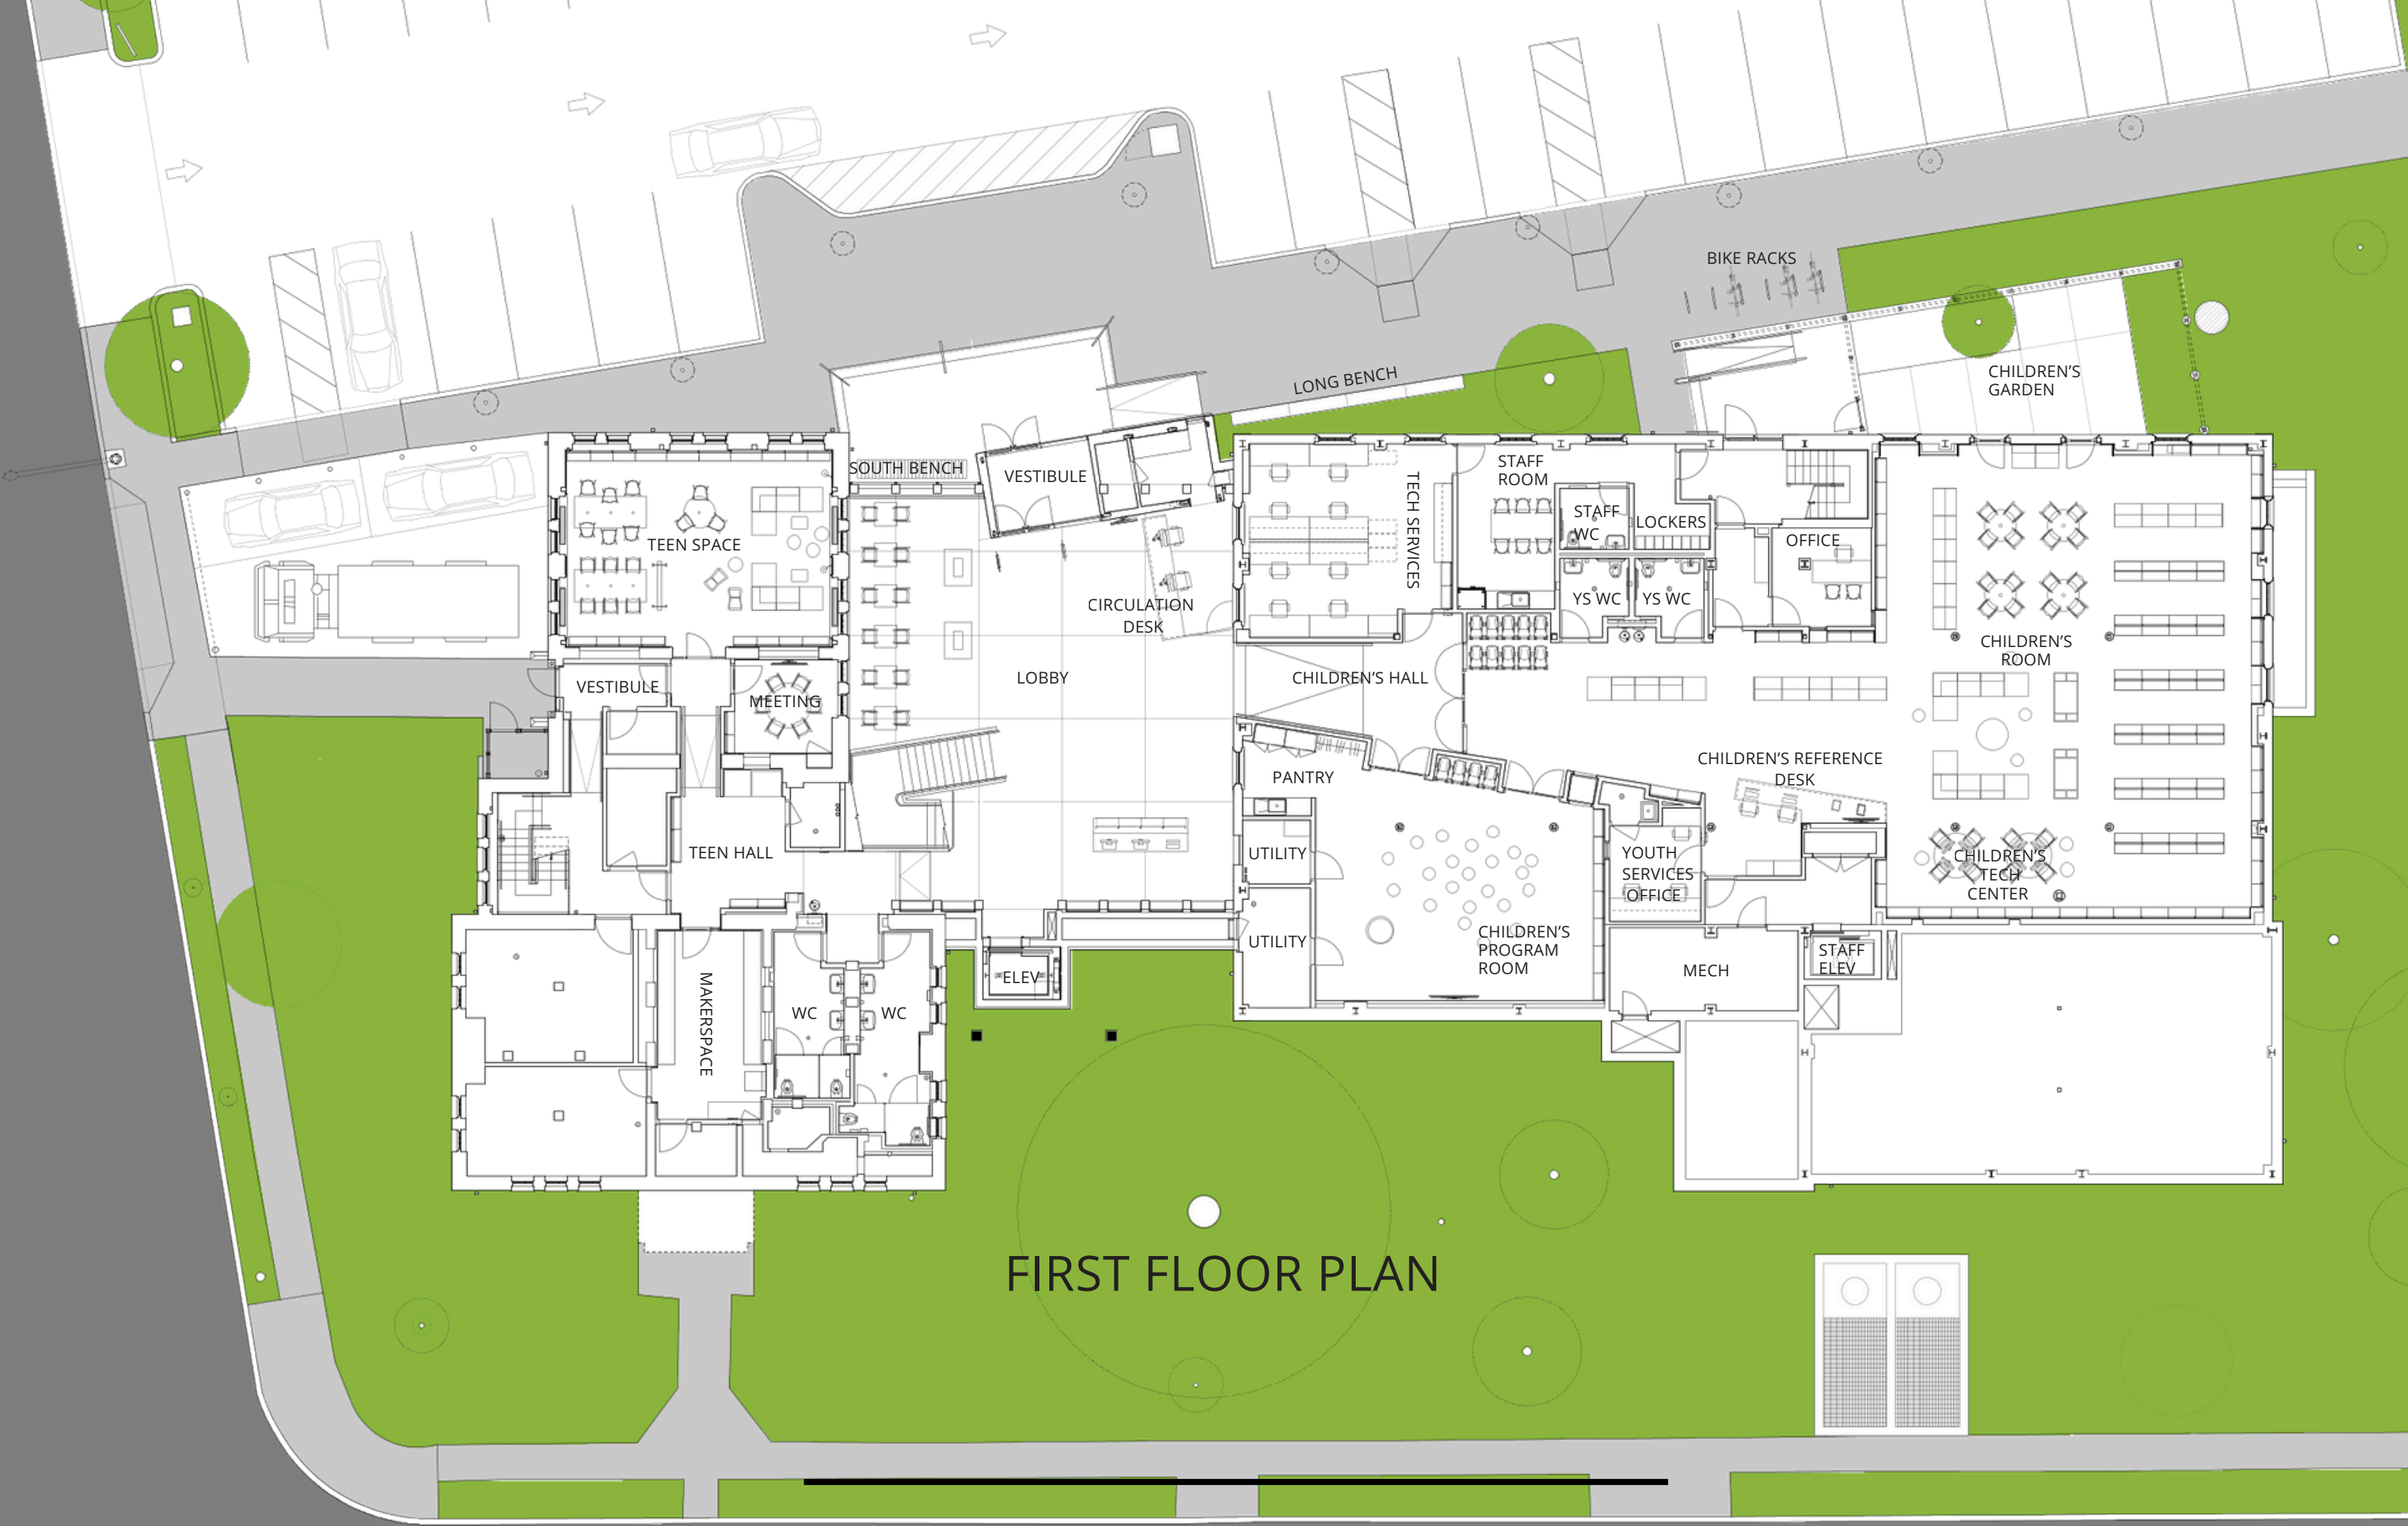 BIKE RACKS
CHILDREN'S
GARDEN
LONG BENCH
SOUTH BENCH
VESTIBULE
TECH SERVICES
STAFF
ROOM
STAFF
WC
LOCKERS
OFFICE
TEEN SPACE
CIRCULATION
DESK
YS WC
YS WC
CHILDREN'S
ROOM
VESTIBULE
MEETING
LOBBY
CHILDREN'S HALL
PANTRY
CHILDREN'S REFERENCE
DESK
TEEN HALL
UTILITY
YOUTH
SERVICES
OFFICE
CHILDREN'S
TECH
CENTER
UTILITY
CHILDREN'S
PROGRAM
ROOM
MAKERSPACE
WC
WC
ELEV
MECH
STAFF
ELEV
FIRST FLOOR PLAN